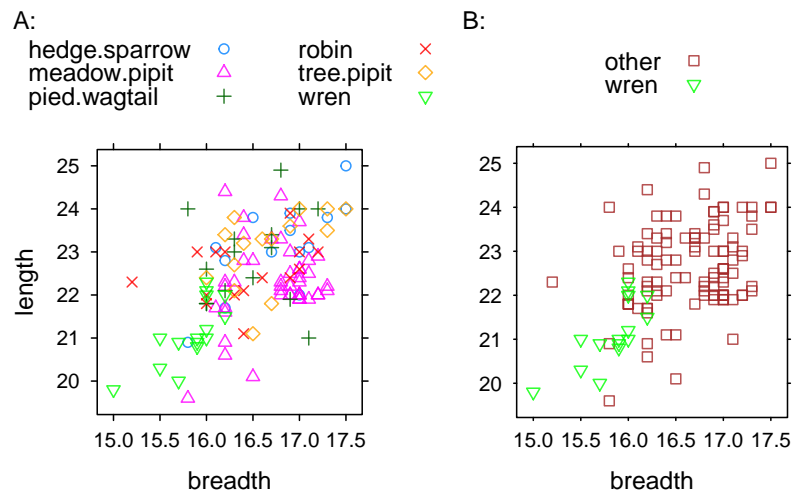 A:
hedge.sparrow
meadow.pipit
pied.wagtail
robin
tree.pipit
wren
length
25
24
23
22
21
20
15.0 15.5 16.0 16.5 17.0 17.5
breadth
B:
other
wren
25
24
23
22
21
20
15.0 15.5 16.0 16.5 17.0 17.5
breadth